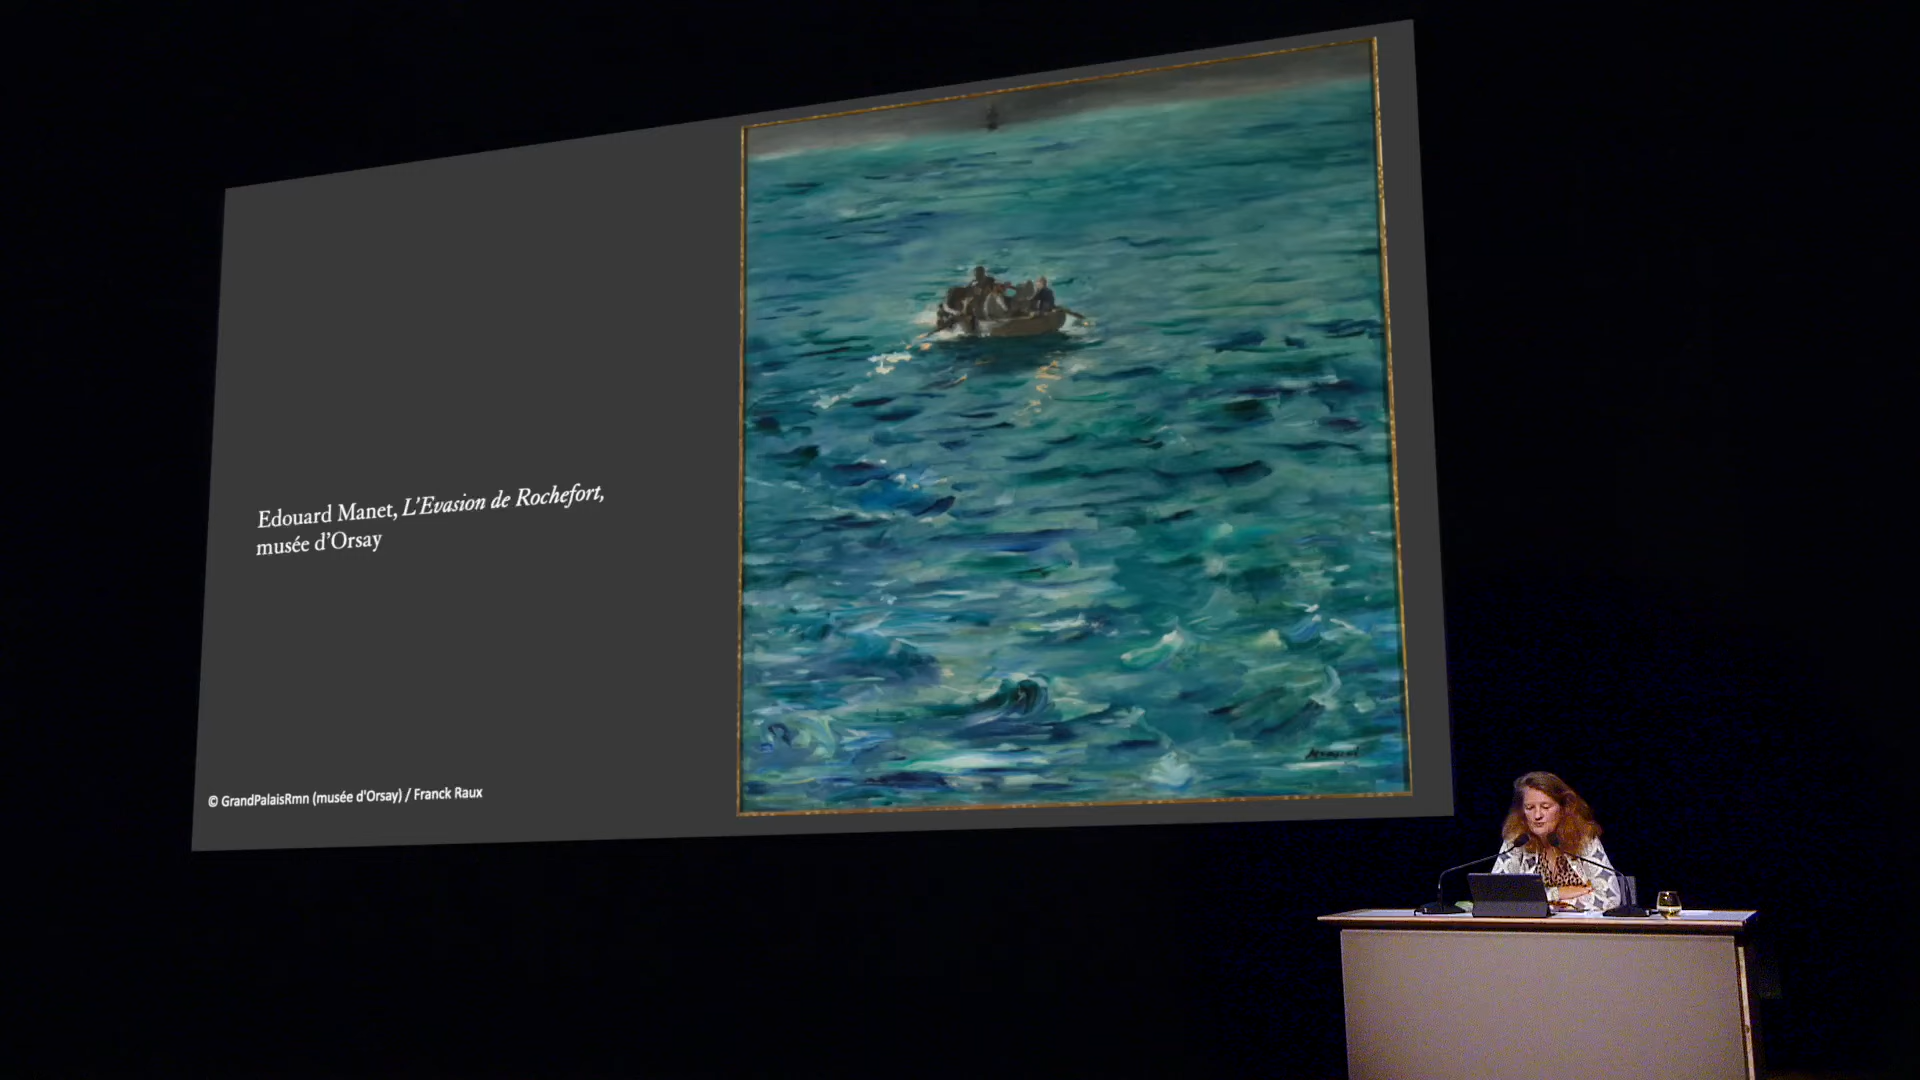 Edouard Manet, L'Evasion de Rochefort,
musée d'Orsay
© GrandPalaisRmn (musée d'Orsay) / Franck Raux